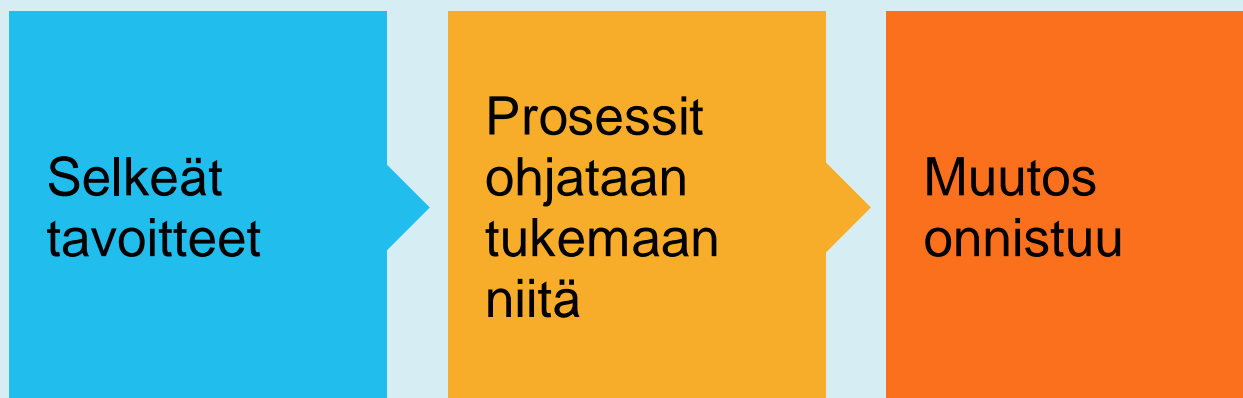 Selkeät
tavoitteet
Prosessit
ohjataan
tukemaan
niitä
Muutos
onnistuu